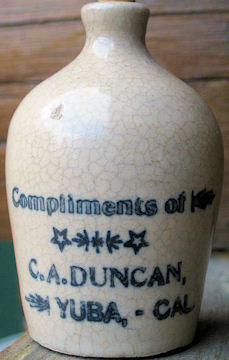 Compliments of
C.A. DUNCAN,
YUBA, - CAL